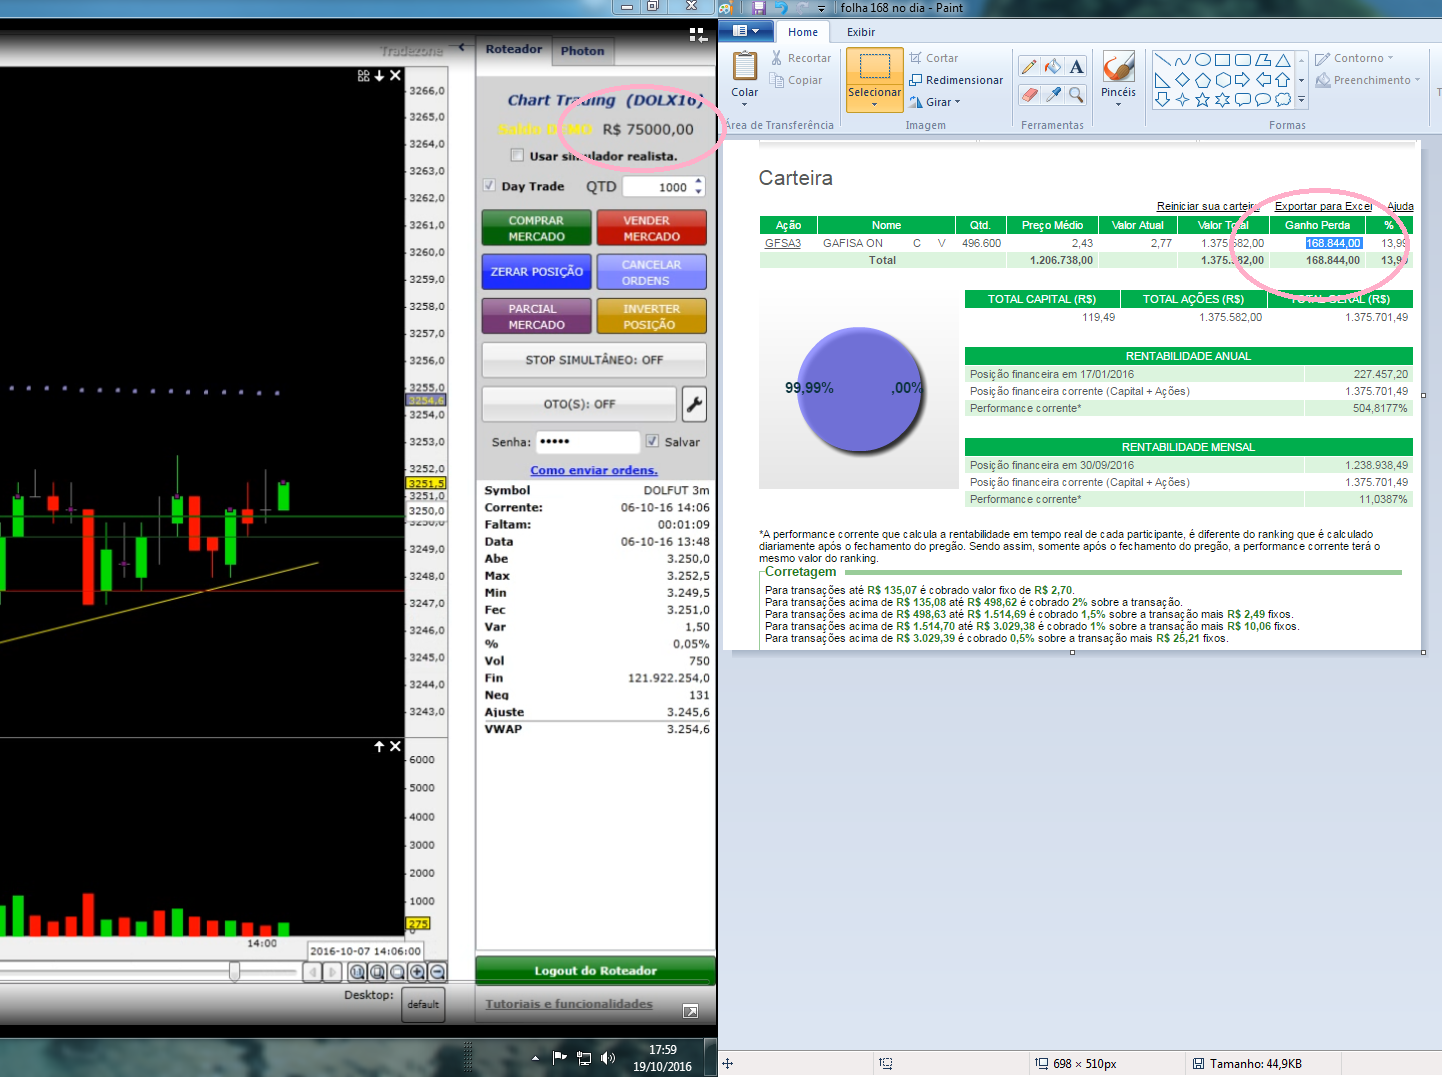 folha 168 no dia - Paint
Home
Exibir
Colar
Recortar
Copiar
Área de Transferência
Selecionar
Cortar
Redimensionar
Girar
Imagem
A
Ferramentas
Pincéis
Formas
Contorno
Preenchimento
Tradezone
Roteador
Photon
Chart Trading (DOLX16)
Saldo DEMO R$ 75000,00
Usar simulador realista.
Day Trade QTD 1000
COMPRAR MERCADO
VENDER MERCADO
ZERAR POSIÇÃO
CANCELAR ORDENS
PARCIAL MERCADO
INVERTER POSIÇÃO
STOP SIMULTÂNEO: OFF
OTO(S): OFF
Senha: ••••• Salvar
Como enviar ordens.
Symbol DOLFUT 3m
Corrente: 06-10-16 14:06
Faltam: 00:01:09
Data 06-10-16 13:48
Abe 3.250,0
Max 3.252,5
Min 3.249,5
Fec 3.251,0
Var 1,50
% 0,05%
Vol 750
Fin 121.922.254,0
Neg 131
Ajuste 3.245,6
VWAP 3.254,6
Logout do Roteador
Tutoriais e funcionalidades
3266,0
3265,0
3264,0
3263,0
3262,0
3261,0
3260,0
3259,0
3258,0
3257,0
3256,0
3255,0
3254,6
3254,0
3253,0
3252,0
3251,5
3251,0
3250,0
3250,0
3249,0
3248,0
3247,0
3246,0
3245,0
3244,0
3243,0
6000
5000
4000
3000
2000
1000
275
0
14:00
2016-10-07 14:06:00
Desktop: default
17:59
19/10/2016
Carteira
Reiniciar sua carteira Exportar para Excel Ajuda
Ação Nome Qtd. Preço Médio Valor Atual Valor Total Ganho Perda %
GFSA3 GAFISA ON C V 496.600 2,43 2,77 1.375.582,00 168.844,00 13,99
Total 1.206.738,00 1.375.582,00 168.844,00 13,99
TOTAL CAPITAL (R$) TOTAL AÇÕES (R$) TOTAL GERAL (R$)
119,49 1.375.582,00 1.375.701,49
99,99% ,00%
RENTABILIDADE ANUAL
Posição financeira em 17/01/2016 227.457,20
Posição financeira corrente (Capital + Ações) 1.375.701,49
Performance corrente* 504,8177%
RENTABILIDADE MENSAL
Posição financeira em 30/09/2016 1.238.938,49
Posição financeira corrente (Capital + Ações) 1.375.701,49
Performance corrente* 11,0387%
*A performance corrente que calcula a rentabilidade em tempo real de cada participante, é diferente do ranking que é calculado
diariamente após o fechamento do pregão. Sendo assim, somente após o fechamento do pregão, a performance corrente terá o
mesmo valor do ranking.
Corretagem
Para transações até R$ 135,07 é cobrado valor fixo de R$ 2,70.
Para transações acima de R$ 135,08 até R$ 498,62 é cobrado 2% sobre a transação.
Para transações acima de R$ 498,63 até R$ 1.514,69 é cobrado 1,5% sobre a transação mais R$ 2,49 fixos.
Para transações acima de R$ 1.514,70 até R$ 3.029,38 é cobrado 1% sobre a transação mais R$ 10,06 fixos.
Para transações acima de R$ 3.029,39 é cobrado 0,5% sobre a transação mais R$ 25,21 fixos.
698 × 510px
Tamanho: 44,9KB